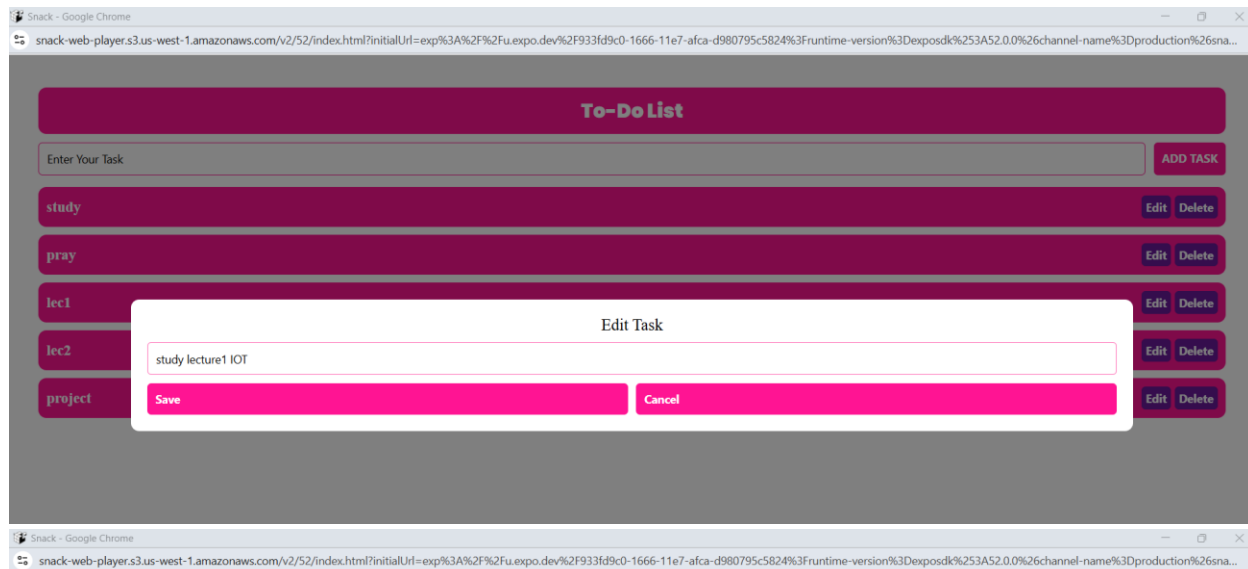 Snack - Google Chrome
snack-web-player.s3.us-west-1.amazonaws.com/v2/52/index.html?initialUrl=exp%3A%2F%2Fu.expo.dev%2F933fd9c0-1666-11e7-afca-d980795c5824%3Fruntime-version%3Dexposdk%253A52.0.0%26channel-name%3Dproduction%26sna...
To-Do List
Enter Your Task ADD TASK
study Edit Delete
pray Edit Delete
lec1 Edit Delete
Edit Task
lec2 Edit Delete
study lecture1 IOT
project Edit Delete
Save Cancel
Snack - Google Chrome
snack-web-player.s3.us-west-1.amazonaws.com/v2/52/index.html?initialUrl=exp%3A%2F%2Fu.expo.dev%2F933fd9c0-1666-11e7-afca-d980795c5824%3Fruntime-version%3Dexposdk%253A52.0.0%26channel-name%3Dproduction%26sna...